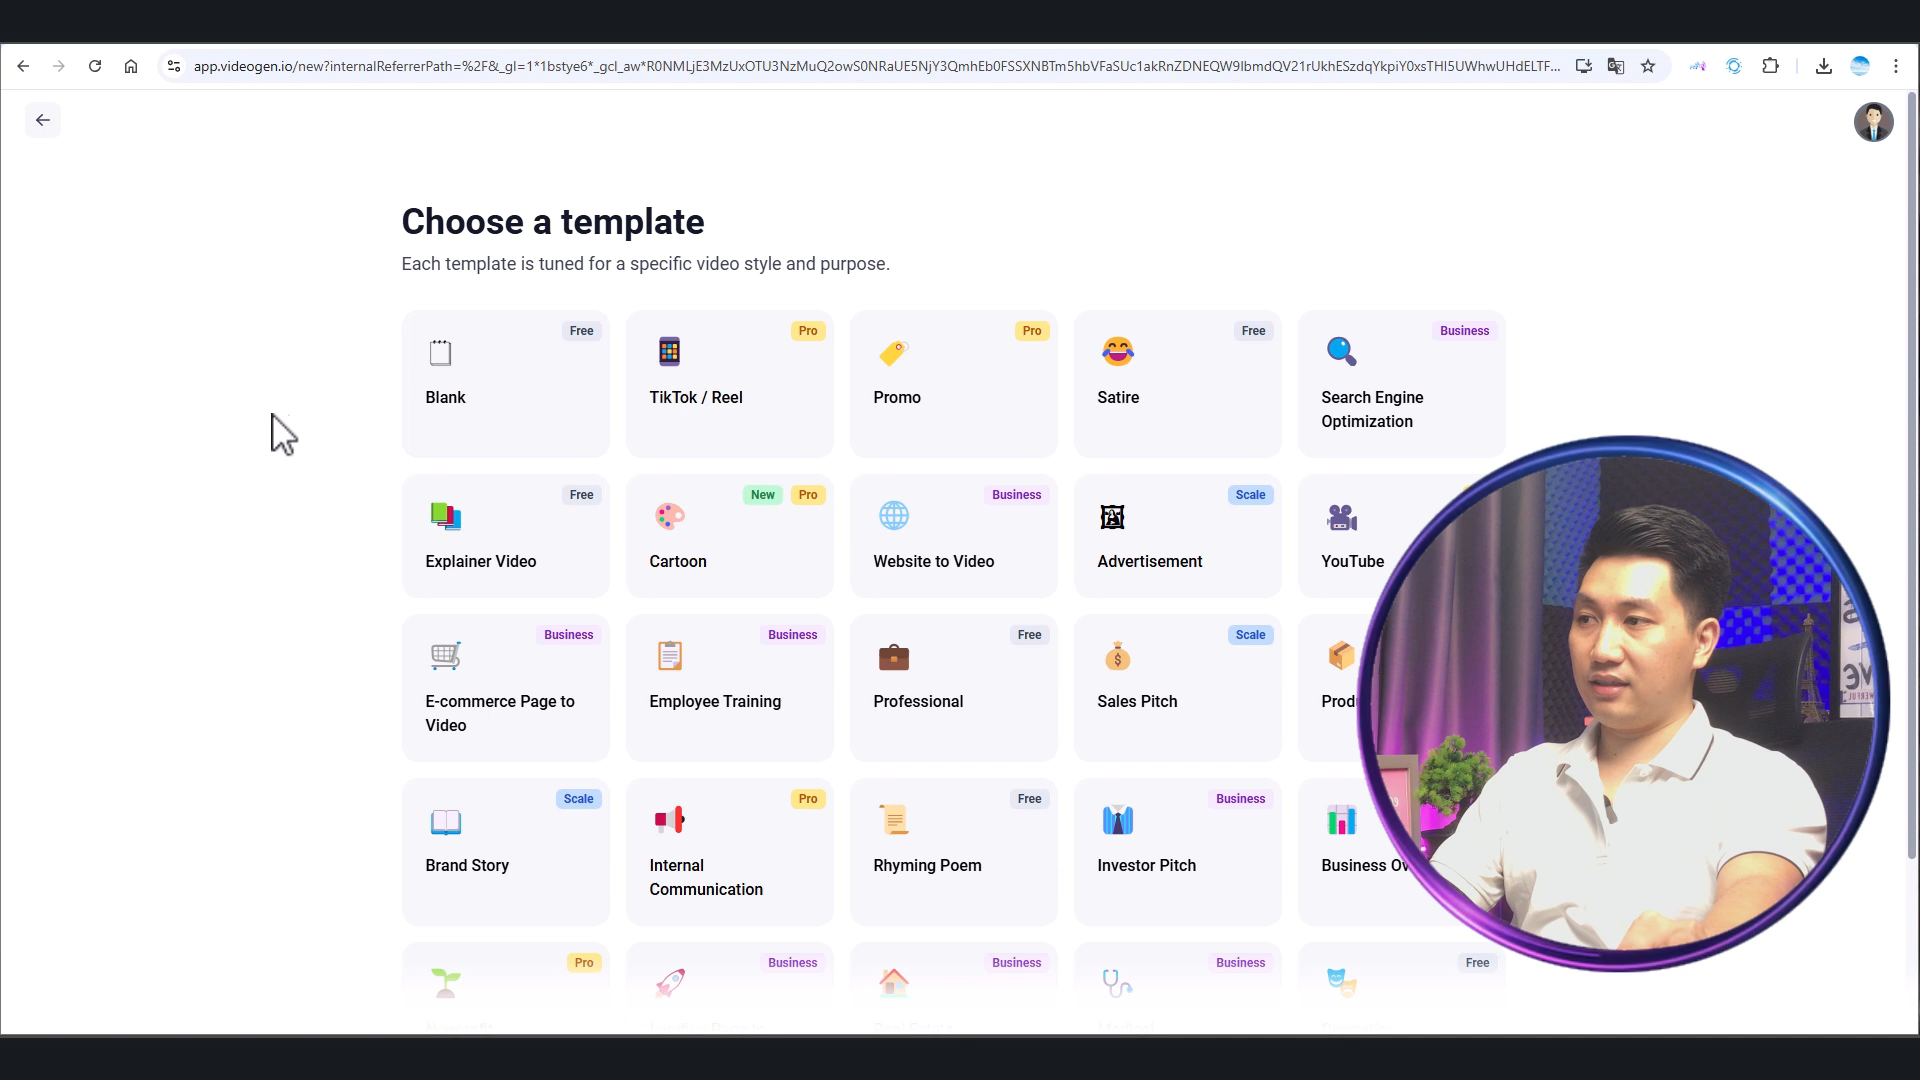 app.videogen.io/new?internalReferrerPath=%2F&_gl=1*1bstye6*_gcl_aw*R0NMLjE3MzUxOTU3NzMuQ2owS0NRaUE5NjY3QmhEb0FSSXNBTm5hbVFaSUc1akRnZDNEQW9IbmdQV21rUkhESzdqYkpiY0xsTHI5UWhwUHdELTF...
Choose a template
Each template is tuned for a specific video style and purpose.
Free
Blank
Pro
TikTok / Reel
Pro
Promo
Free
Satire
Business
Search Engine
Optimization
Free
Explainer Video
New Pro
Cartoon
Business
Website to Video
Scale
Advertisement
YouTube
Business
E-commerce Page to
Video
Business
Employee Training
Free
Professional
Scale
Sales Pitch
Prod
Scale
Brand Story
Pro
Internal
Communication
Free
Rhyming Poem
Business
Investor Pitch
Business Ov
Pro
Business
Business
Business
Free